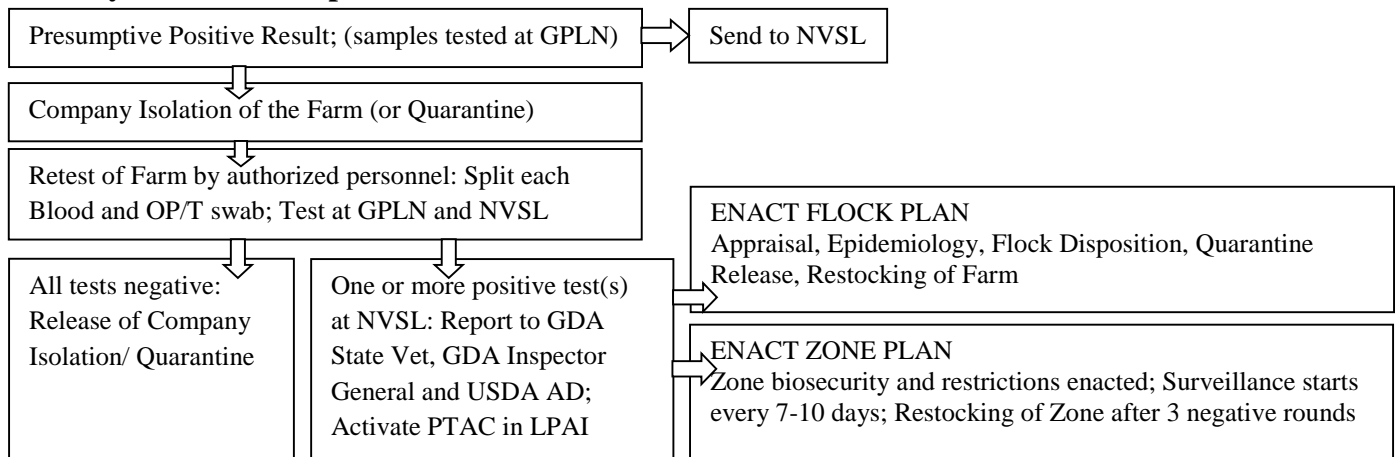 Presumptive Positive Result; (samples tested at GPLN)
Send to NVSL
Company Isolation of the Farm (or Quarantine)
Retest of Farm by authorized personnel: Split each
Blood and OP/T swab; Test at GPLN and NVSL
All tests negative:
Release of Company
Isolation/ Quarantine
One or more positive test(s)
at NVSL: Report to GDA
State Vet, GDA Inspector
General and USDA AD;
Activate PTAC in LPAI
ENACT FLOCK PLAN
Appraisal, Epidemiology, Flock Disposition, Quarantine
Release, Restocking of Farm
ENACT ZONE PLAN
Zone biosecurity and restrictions enacted; Surveillance starts
every 7-10 days; Restocking of Zone after 3 negative rounds